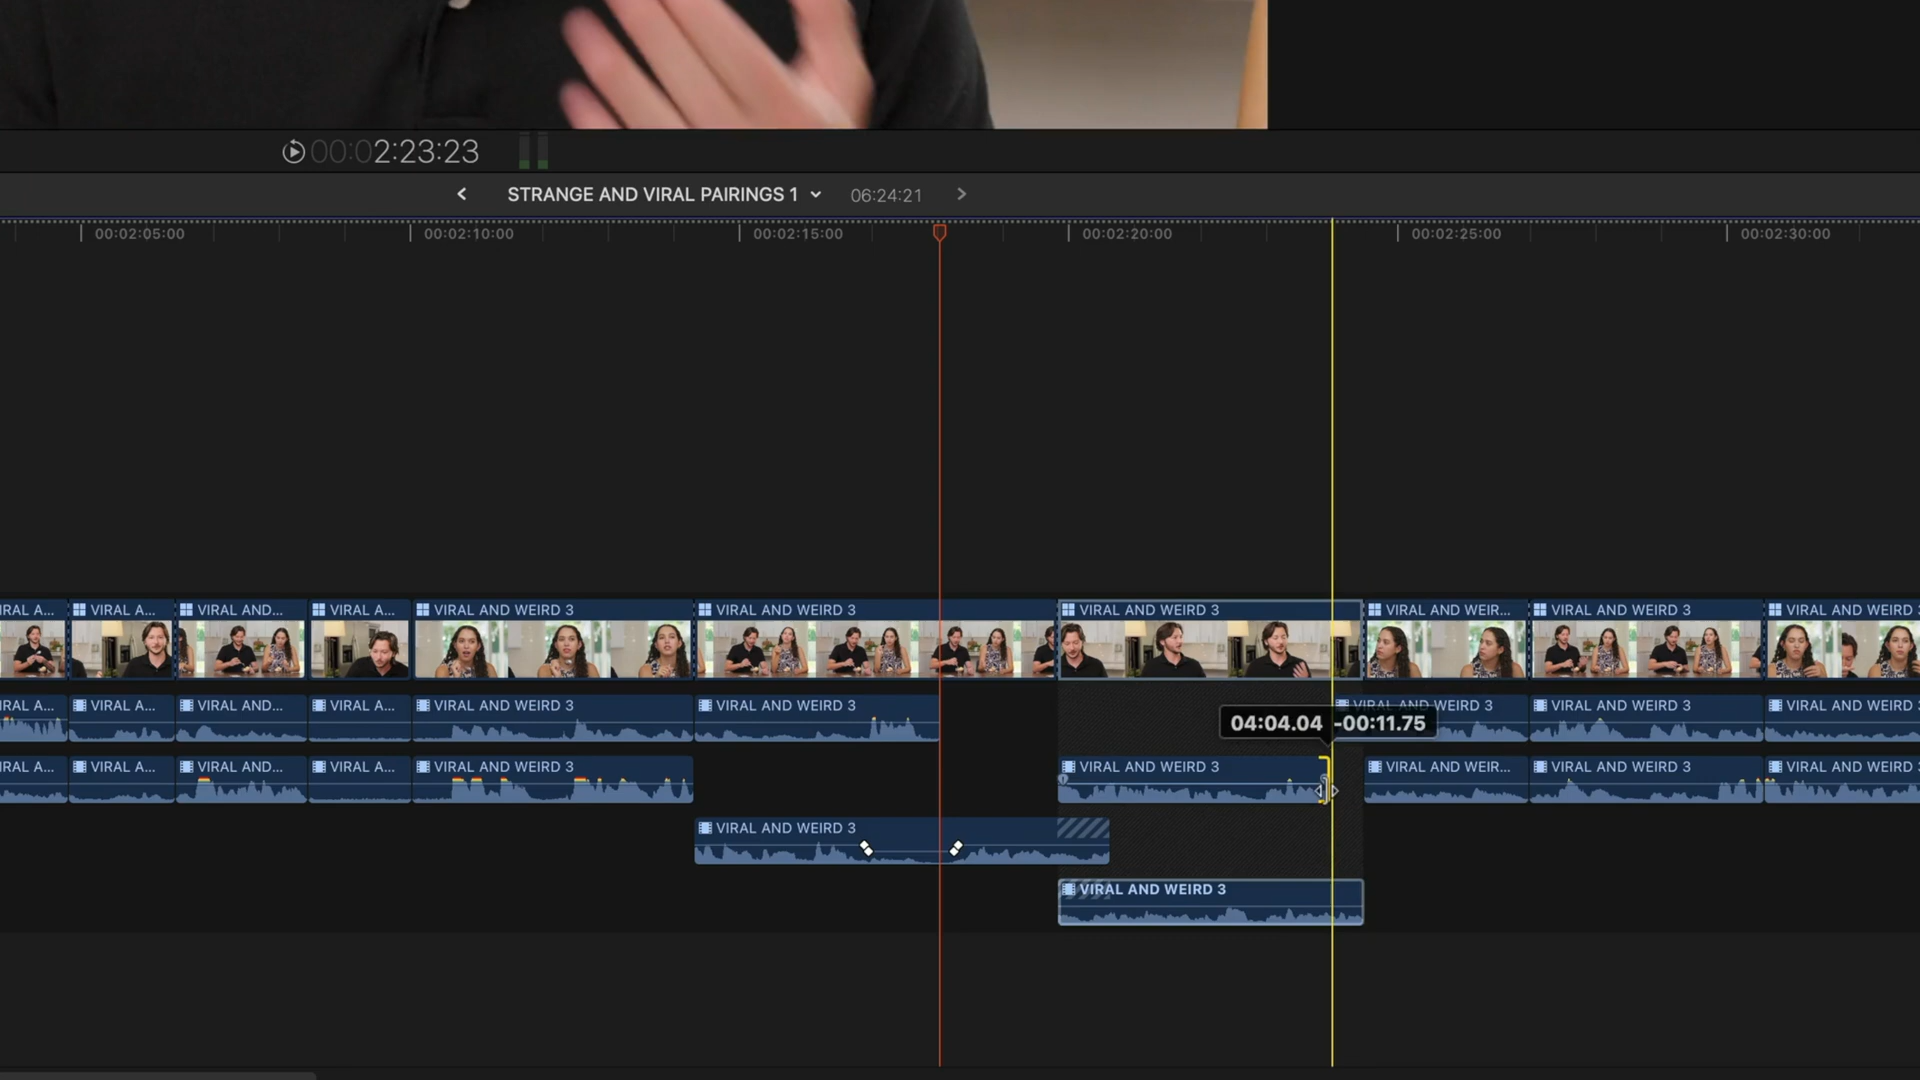 00:02:23:23
STRANGE AND VIRAL PAIRINGS 1 06:24:21
00:02:05:00 00:02:10:00 00:02:15:00 00:02:20:00 00:02:25:00 00:02:30:00
IRAL A... VIRAL A... VIRAL AND... VIRAL A... VIRAL AND WEIRD 3 VIRAL AND WEIRD 3 VIRAL AND WEIRD 3 VIRAL AND WEIR... VIRAL AND WEIRD 3 VIRAL AND WEIRD 3
IRAL A... VIRAL A... VIRAL AND... VIRAL A... VIRAL AND WEIRD 3 VIRAL AND WEIRD 3 VIRAL AND WEIRD 3 VIRAL AND WEIRD 3 VIRAL AND WEIRD 3
04:04.04 -00:11.75
IRAL A... VIRAL A... VIRAL AND... VIRAL A... VIRAL AND WEIRD 3 VIRAL AND WEIRD 3 VIRAL AND WEIR... VIRAL AND WEIRD 3 VIRAL AND WEIRD 3
VIRAL AND WEIRD 3
VIRAL AND WEIRD 3